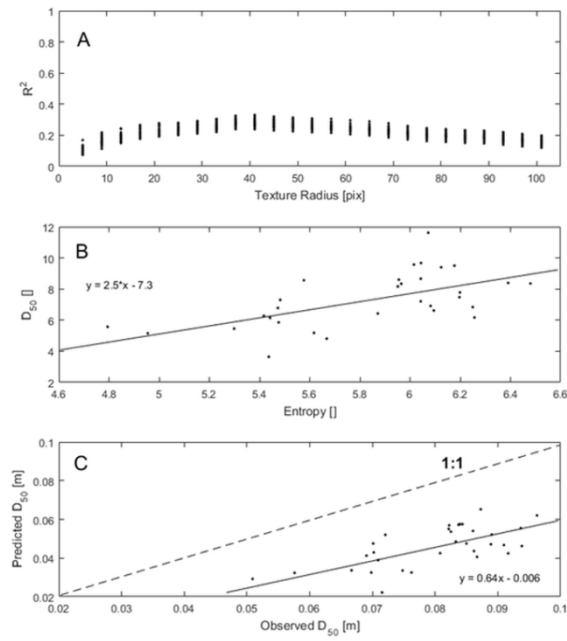 A
1
0.8
0.6
0.4
0.2
0
R²
0 10 20 30 40 50 60 70 80 90 100
Texture Radius [pix]
B
12
10
8
6
4
2
D₅₀ []
y = 2.5*x - 7.3
4.6 4.8 5 5.2 5.4 5.6 5.8 6 6.2 6.4 6.6
Entropy []
C
1:1
0.1
0.08
0.06
0.04
0.02
Predicted D₅₀ [m]
y = 0.64x - 0.006
0.02 0.03 0.04 0.05 0.06 0.07 0.08 0.09 0.1
Observed D₅₀ [m]